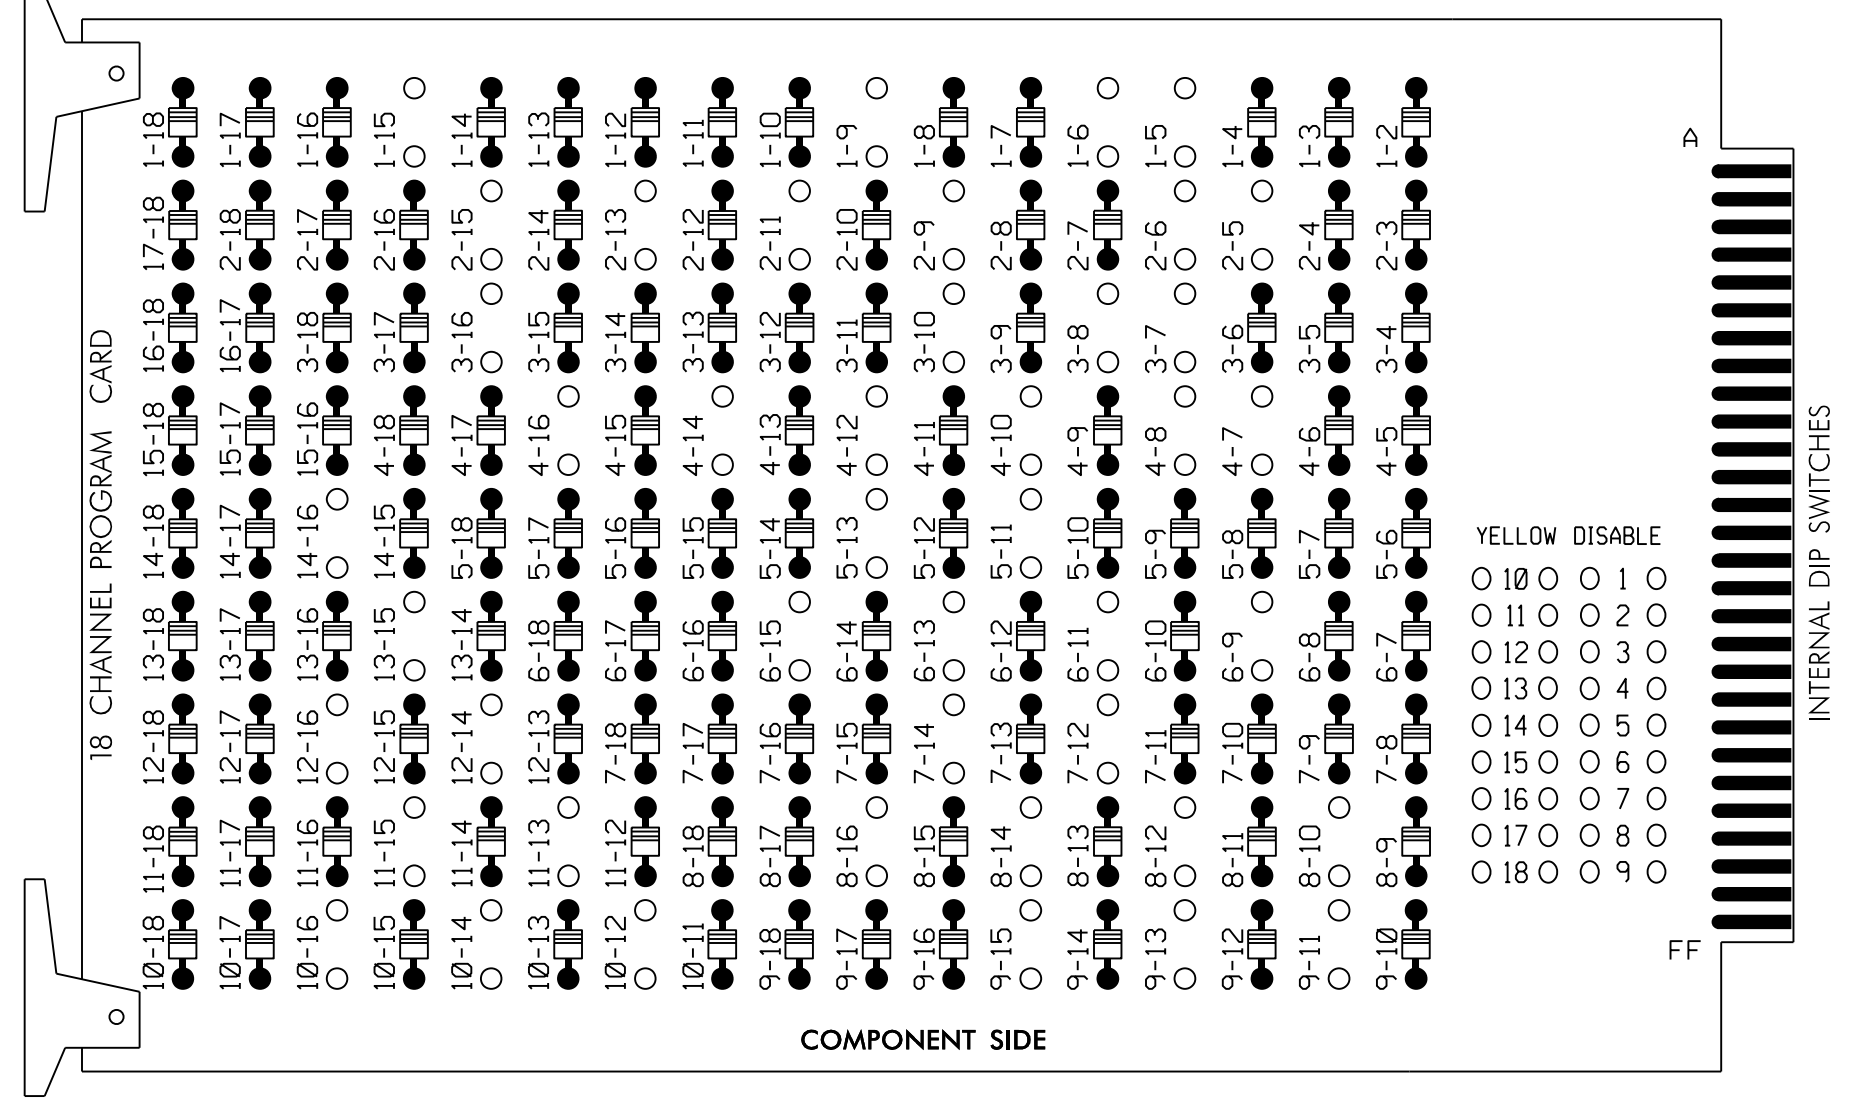 1-18 1-17 1-16 1-15 1-14 1-13 1-12 1-11 1-10 1-9 1-8 1-7 1-6 1-5 1-4 1-3 1-2
17-18 2-18 2-17 2-16 2-15 2-14 2-13 2-12 2-11 2-10 2-9 2-8 2-7 2-6 2-5 2-4 2-3
16-18 16-17 3-18 3-17 3-16 3-15 3-14 3-13 3-12 3-11 3-10 3-9 3-8 3-7 3-6 3-5 3-4
15-18 15-17 15-16 4-18 4-17 4-16 4-15 4-14 4-13 4-12 4-11 4-10 4-9 4-8 4-7 4-6 4-5
14-18 14-17 14-16 14-15 5-18 5-17 5-16 5-15 5-14 5-13 5-12 5-11 5-10 5-9 5-8 5-7 5-6
13-18 13-17 13-16 13-15 13-14 6-18 6-17 6-16 6-15 6-14 6-13 6-12 6-11 6-10 6-9 6-8 6-7
12-18 12-17 12-16 12-15 12-14 12-13 7-18 7-17 7-16 7-15 7-14 7-13 7-12 7-11 7-10 7-9 7-8
11-18 11-17 11-16 11-15 11-14 11-13 11-12 8-18 8-17 8-16 8-15 8-14 8-13 8-12 8-11 8-10 8-9
10-18 10-17 10-16 10-15 10-14 10-13 10-12 10-11 9-18 9-17 9-16 9-15 9-14 9-13 9-12 9-11 9-10
18 CHANNEL PROGRAM CARD
A
YELLOW DISABLE
10 1
11 2
12 3
13 4
14 5
15 6
16 7
17 8
18 9
FF
INTERNAL DIP SWITCHES
COMPONENT SIDE